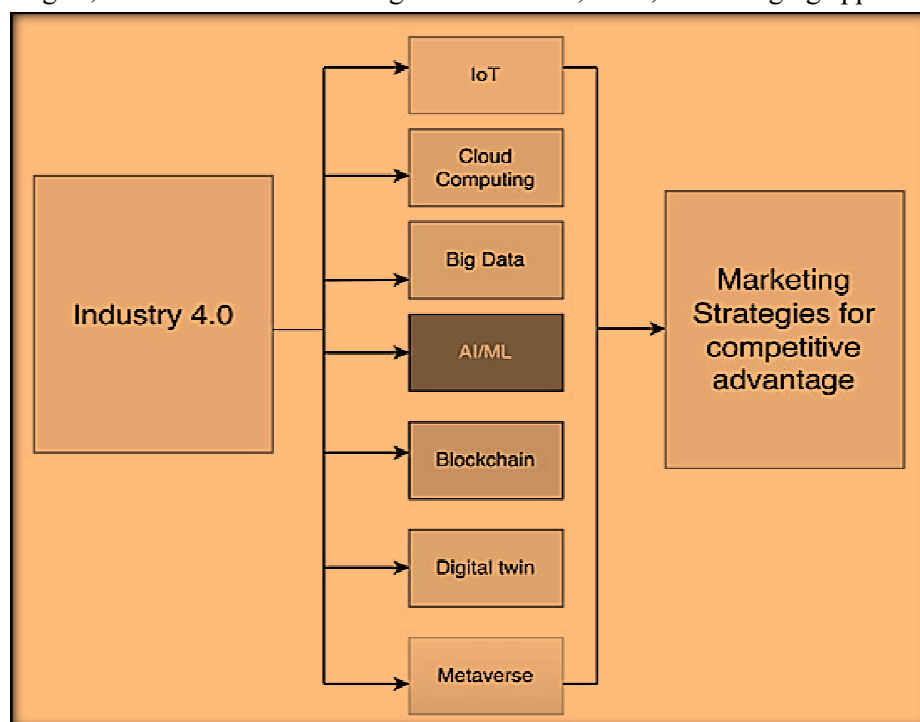 Industry 4.0
IoT
Cloud
Computing
Big Data
AI/ML
Blockchain
Digital twin
Metaverse
Marketing
Strategies for
competitive
advantage